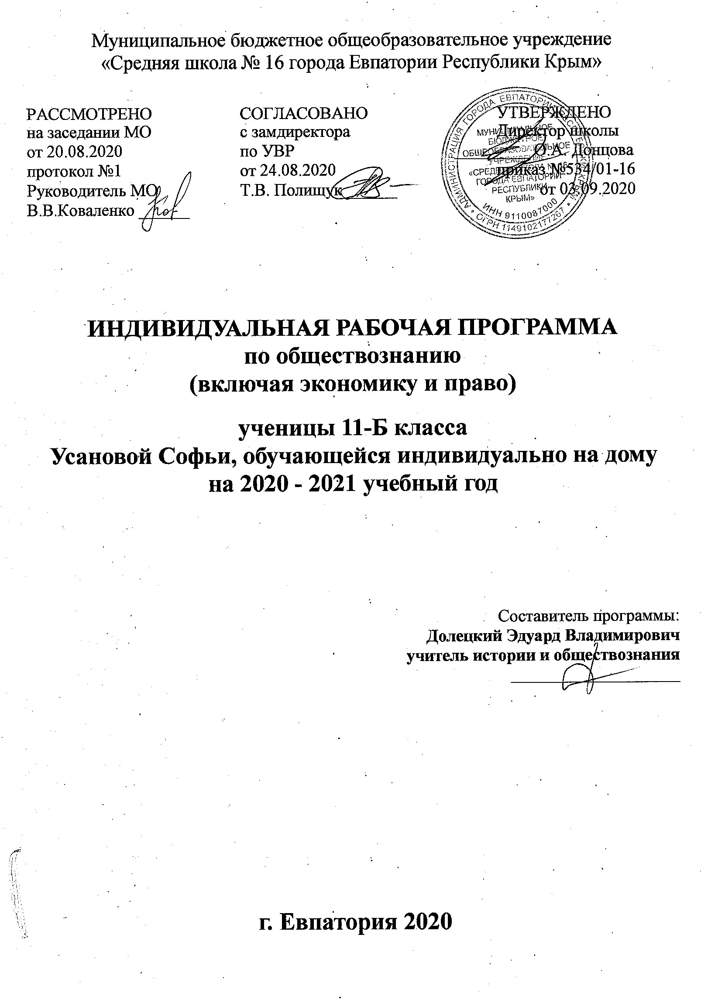 Муниципальное бюджетное общеобразовательное учреждение
«Средняя школа № 16 города Евпатории Республики Крым»
РАССМОТРЕНО
на заседании МО
от 20.08.2020
протокол №1
Руководитель МО
В.В.Коваленко
СОГЛАСОВАНО
с замдиректора
по УВР
от 24.08.2020
Т.В. Полищук
УТВЕРЖДЕНО
Директор школы
О.А. Донцова
приказ №534/01-16
от 03.09.2020
АДМИНИСТРАЦИЯ ГОРОДА ЕВПАТОРИИ
МУНИЦИПАЛЬНОЕ
БЮДЖЕТНОЕ
ОБЩЕОБРАЗОВАТЕЛЬНОЕ
УЧРЕЖДЕНИЕ
«СРЕДНЯЯ ШКОЛА № 16
ГОРОДА ЕВПАТОРИИ
РЕСПУБЛИКИ
КРЫМ»
ИНН 9110087000
ОГРН 1149102177267
ИНДИВИДУАЛЬНАЯ РАБОЧАЯ ПРОГРАММА
по обществознанию
(включая экономику и право)
ученицы 11-Б класса
Усановой Софьи, обучающейся индивидуально на дому
на 2020 - 2021 учебный год
Составитель программы:
Долецкий Эдуард Владимирович
учитель истории и обществознания
г. Евпатория 2020